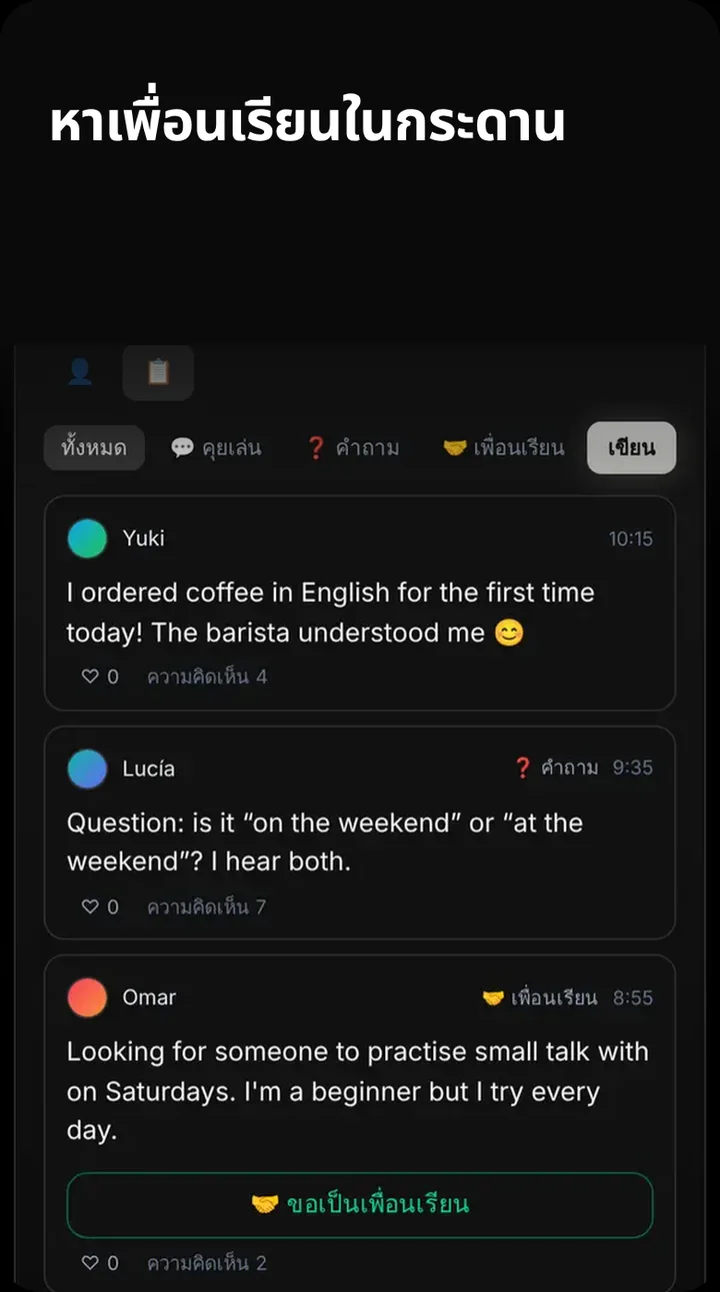 หาเพื่อนเรียนในกระดาน
👤 📋
ทั้งหมด 💬 คุยเล่น ❓ คำถาม 🤝 เพื่อนเรียน เขียน
Yuki 10:15
I ordered coffee in English for the first time
today! The barista understood me 😊
♡ 0 ความคิดเห็น 4
Lucía ❓ คำถาม 9:35
Question: is it “on the weekend” or “at the
weekend”? I hear both.
♡ 0 ความคิดเห็น 7
Omar 🤝 เพื่อนเรียน 8:55
Looking for someone to practise small talk with
on Saturdays. I'm a beginner but I try every
day.
🤝 ขอเป็นเพื่อนเรียน
♡ 0 ความคิดเห็น 2